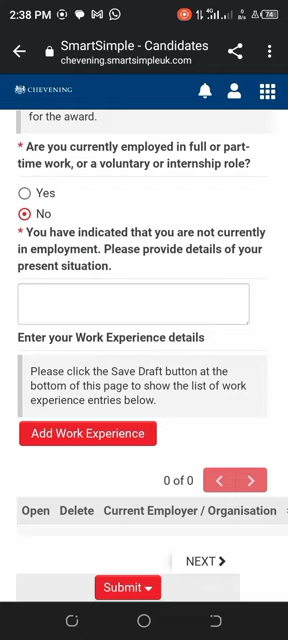 2:38 PM
4G
B/s
74
SmartSimple - Candidates
chevening.smartsimpleuk.com
CHEVENING
for the award.
* Are you currently employed in full or part-
time work, or a voluntary or internship role?
Yes
No
* You have indicated that you are not currently
in employment. Please provide details of your
present situation.
Enter your Work Experience details
Please click the Save Draft button at the
bottom of this page to show the list of work
experience entries below.
Add Work Experience
0 of 0
Open Delete Current Employer / Organisation
NEXT
Submit